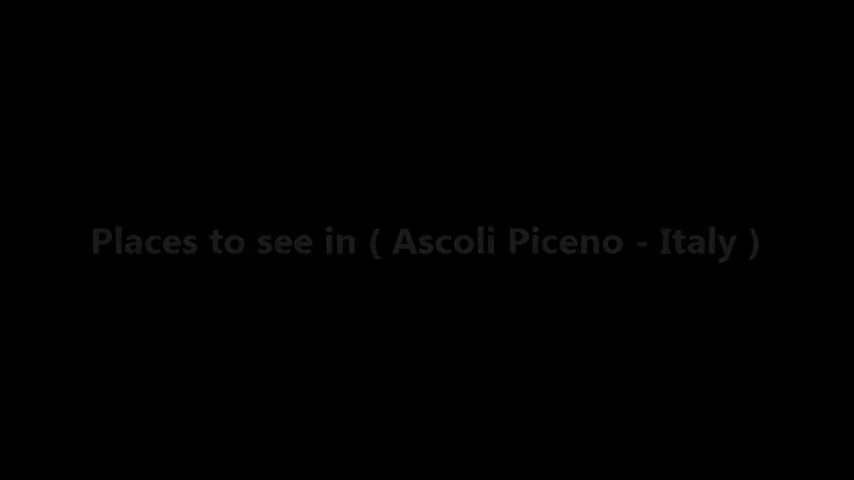 Places to see in ( Ascoli Piceno - Italy )